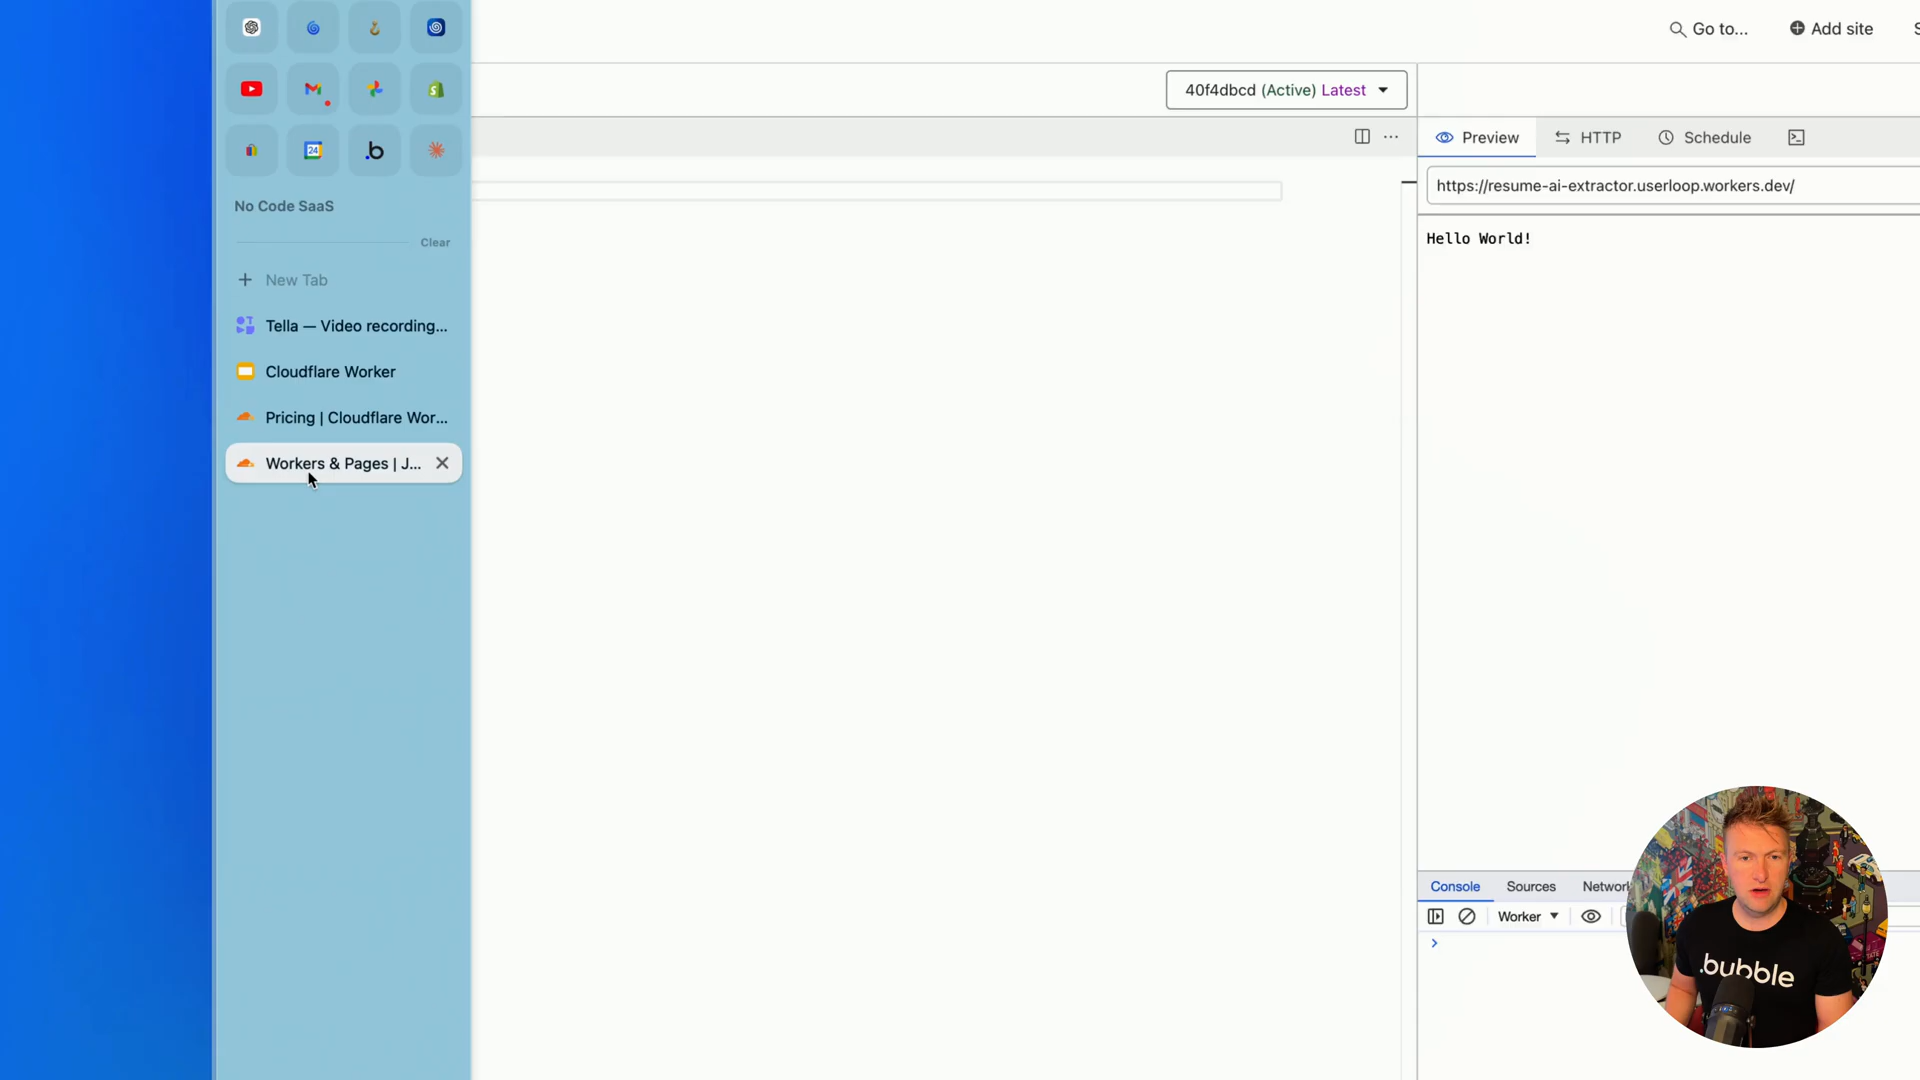 Go to...
Add site
40f4dbcd (Active) Latest
Preview
HTTP
Schedule
https://resume-ai-extractor.userloop.workers.dev/
Hello World!
24
.b
No Code SaaS
Clear
New Tab
Tella — Video recording...
Cloudflare Worker
Pricing | Cloudflare Wor...
Workers & Pages | J...
Console
Sources
Networ
Worker
.bubble